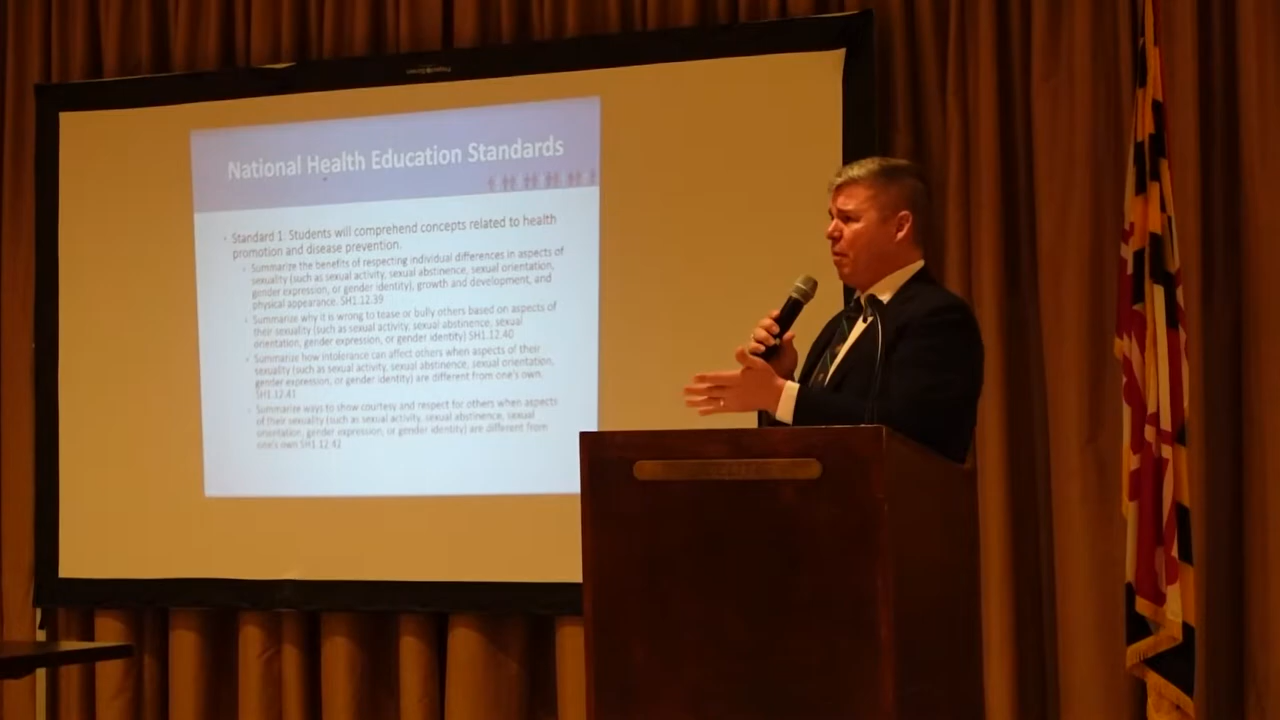 National Health Education Standards
Standard 1: Students will comprehend concepts related to health
promotion and disease prevention.
Summarize the benefits of respecting individual differences in aspects of
sexuality (such as sexual activity, sexual abstinence, sexual orientation,
gender expression, or gender identity), growth and development, and
physical appearance. SH1.12.39
Summarize why it is wrong to tease or bully others based on aspects of
their sexuality (such as sexual activity, sexual abstinence, sexual
orientation, gender expression, or gender identity) SH1.12.40
Summarize how intolerance can affect others when aspects of their
sexuality (such as sexual activity, sexual abstinence, sexual orientation,
gender expression, or gender identity) are different from one's own.
SH1.12.41
Summarize ways to show courtesy and respect for others when aspects
of their sexuality (such as sexual activity, sexual abstinence, sexual
orientation, gender expression, or gender identity) are different from
one's own SH1.12.42